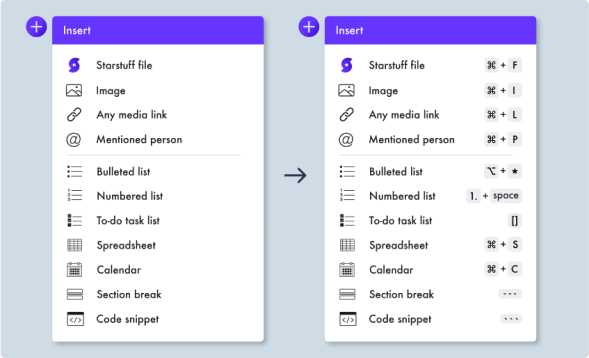 Insert
Starstuff file
Image
Any media link
Mentioned person
Bulleted list
Numbered list
To-do task list
Spreadsheet
Calendar
Section break
Code snippet
Insert
Starstuff file ⌘ + F
Image ⌘ + I
Any media link ⌘ + L
Mentioned person ⌘ + P
Bulleted list ⌥ + *
Numbered list 1. + space
To-do task list []
Spreadsheet ⌘ + S
Calendar ⌘ + C
Section break ---
Code snippet ```